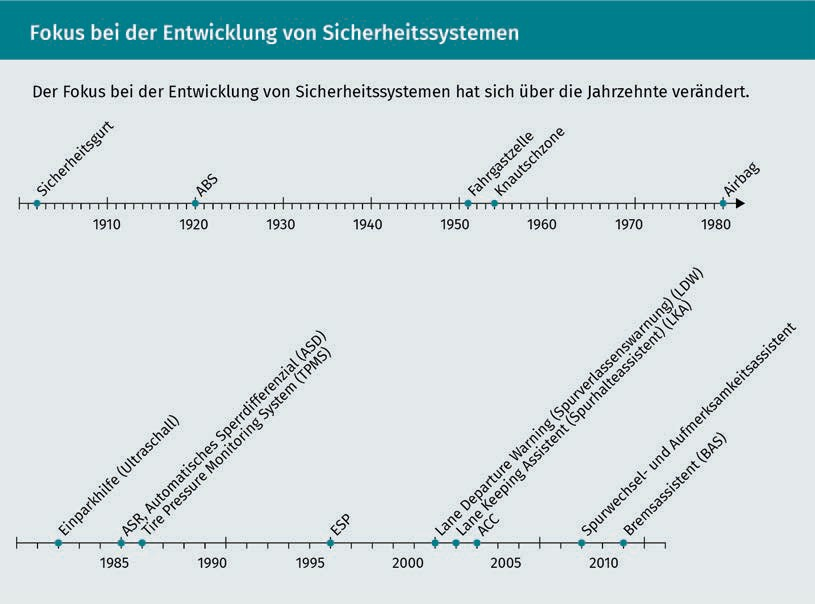 Fokus bei der Entwicklung von Sicherheitssystemen
Der Fokus bei der Entwicklung von Sicherheitssystemen hat sich über die Jahrzehnte verändert.
Sicherheitsgurt
ABS
Fahrgastzelle
Knautschzone
Airbag
1910 1920 1930 1940 1950 1960 1970 1980
Einparkhilfe (Ultraschall)
ASR, Automatisches Sperrdifferenzial (ASD)
Tire Pressure Monitoring System (TPMS)
ESP
Lane Departure Warning (Spurverlassenswarnung) (LDW)
Lane Keeping Assistent (Spurhalteassistent) (LKA)
ACC
Spurwechsel- und Aufmerksamkeitsassistent
Bremsassistent (BAS)
1985 1990 1995 2000 2005 2010